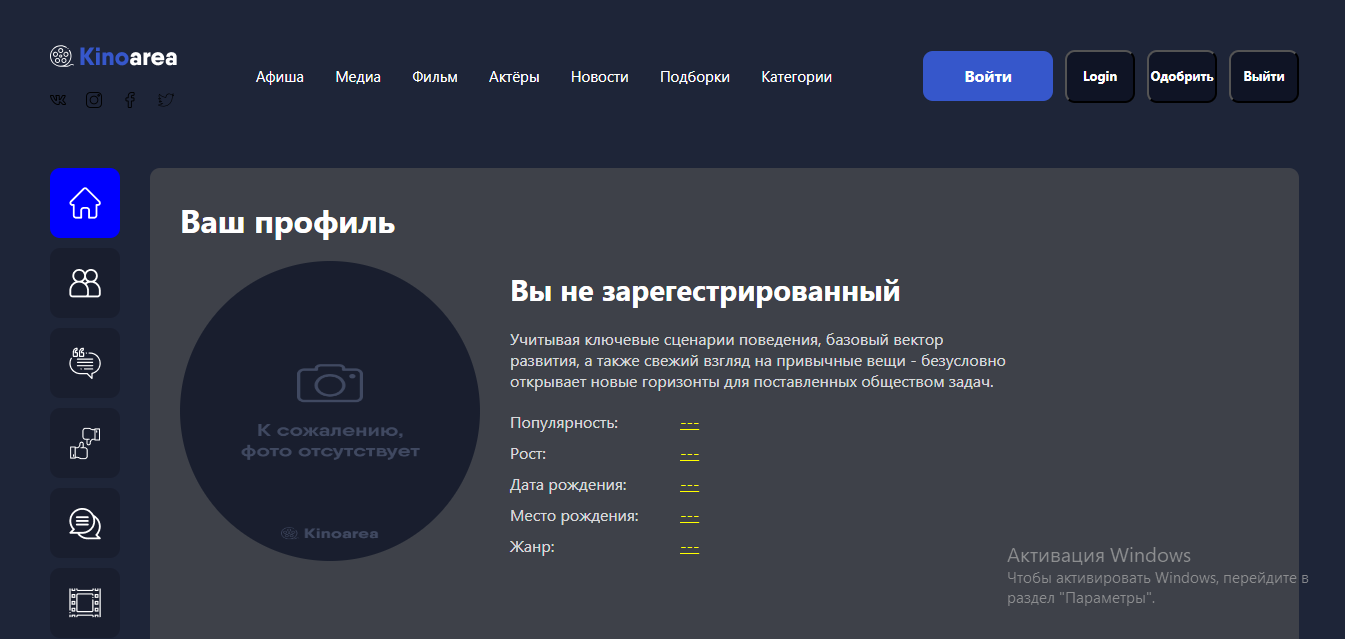 Kinoarea
Афиша Медиа Фильм Актёры Новости Подборки Категории
Войти Login Одобрить Выйти
Ваш профиль
К сожалению,
фото отсутствует
Kinoarea
Вы не зарегестрированный
Учитывая ключевые сценарии поведения, базовый вектор
развития, а также свежий взгляд на привычные вещи - безусловно
открывает новые горизонты для поставленных обществом задач.
Популярность: ---
Рост: ---
Дата рождения: ---
Место рождения: ---
Жанр: ---
Активация Windows
Чтобы активировать Windows, перейдите в
раздел "Параметры".